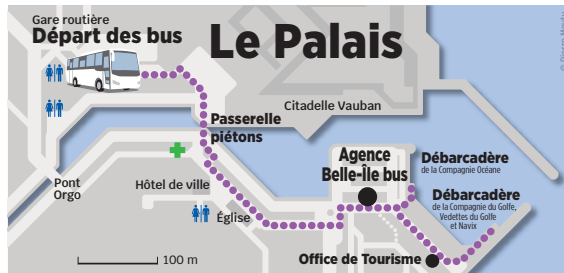 Gare routière
Départ des bus
Le Palais
Citadelle Vauban
Passerelle
piétons
Agence
Belle-Île bus
Débarcadère
de la Compagnie Océane
Débarcadère
de la Compagnie du Golfe,
Vedettes du Golfe
et Navix
Pont
Orgo
Hôtel de ville
Église
Office de Tourisme
100 m